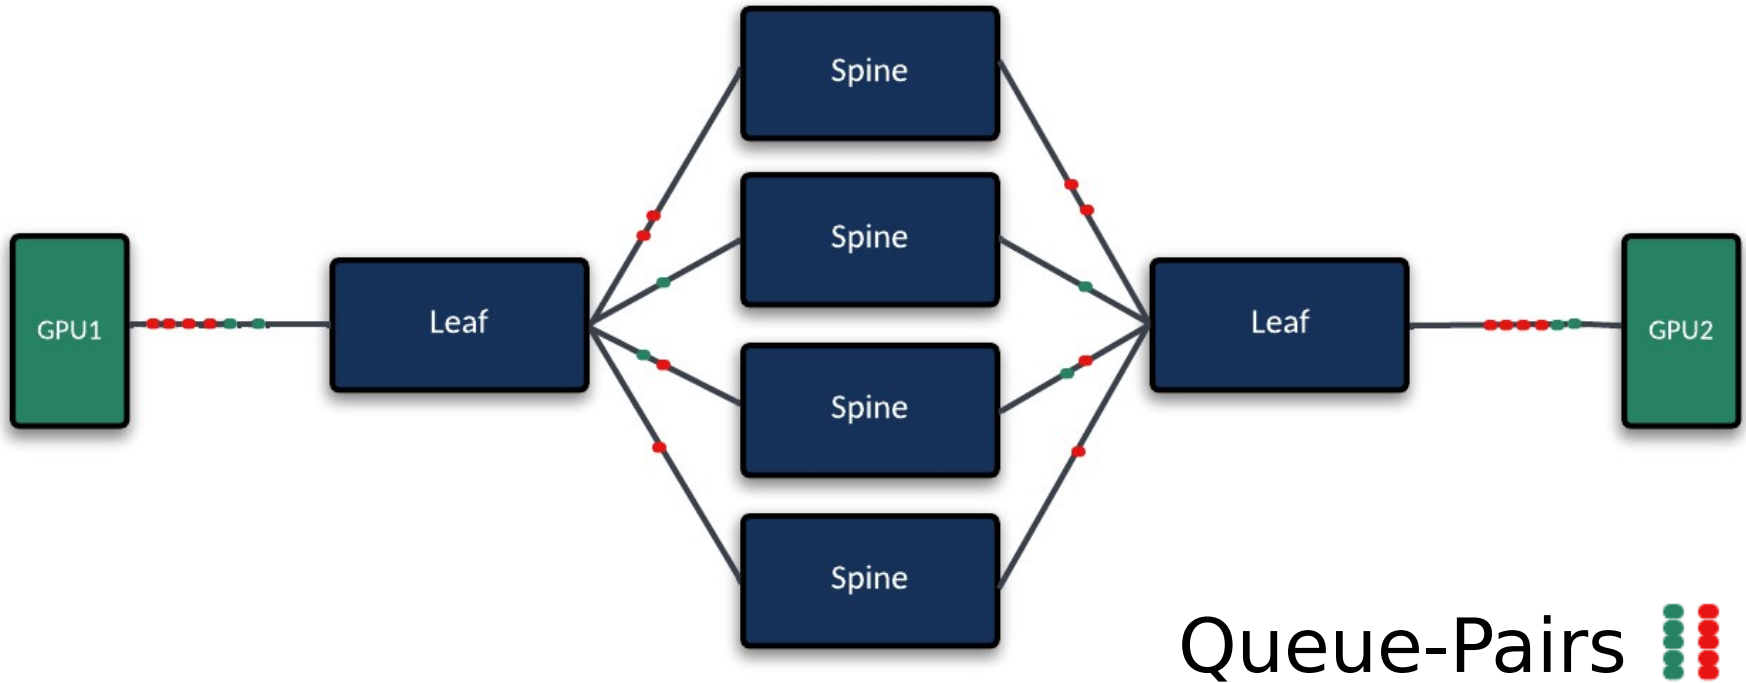 Spine
Spine
GPU1
Leaf
Leaf
GPU2
Spine
Spine
Queue-Pairs